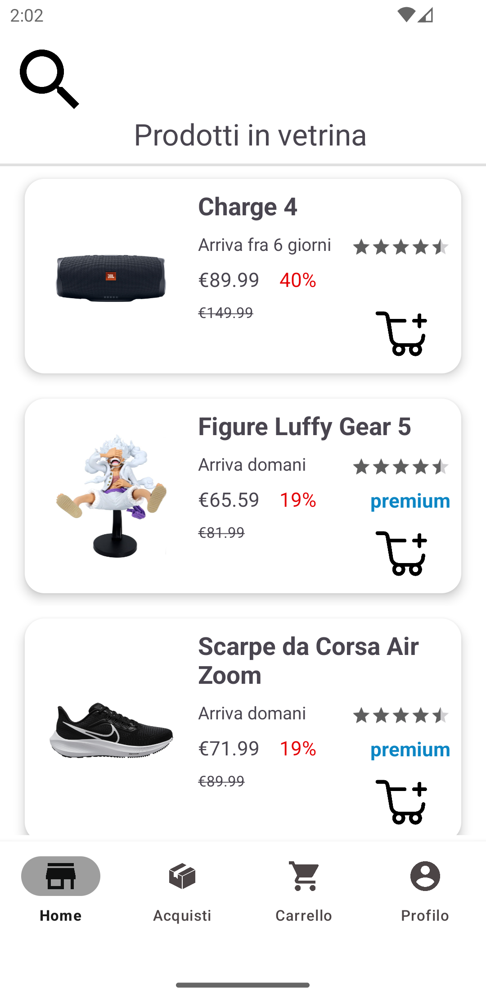 2:02
Prodotti in vetrina
Charge 4
Arriva fra 6 giorni
€89.99 40%
€149.99
JBL
Figure Luffy Gear 5
Arriva domani
€65.59 19%
premium
€81.99
Scarpe da Corsa Air
Zoom
Arriva domani
€71.99 19%
premium
€89.99
Home
Acquisti
Carrello
Profilo